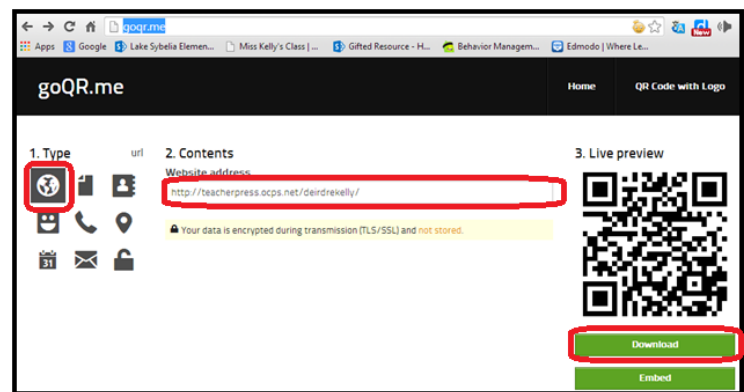 goqr.me
New
Apps Google Lake Sybelia Elemen... Miss Kelly's Class | ... Gifted Resource - H... Behavior Managem... Edmodo | Where Le...
goQR.me Home QR Code with Logo
1. Type url 2. Contents 3. Live preview
Website address
http://teacherpress.ocps.net/deirdrekelly/
Your data is encrypted during transmission (TLS/SSL) and not stored.
31
Download
Embed